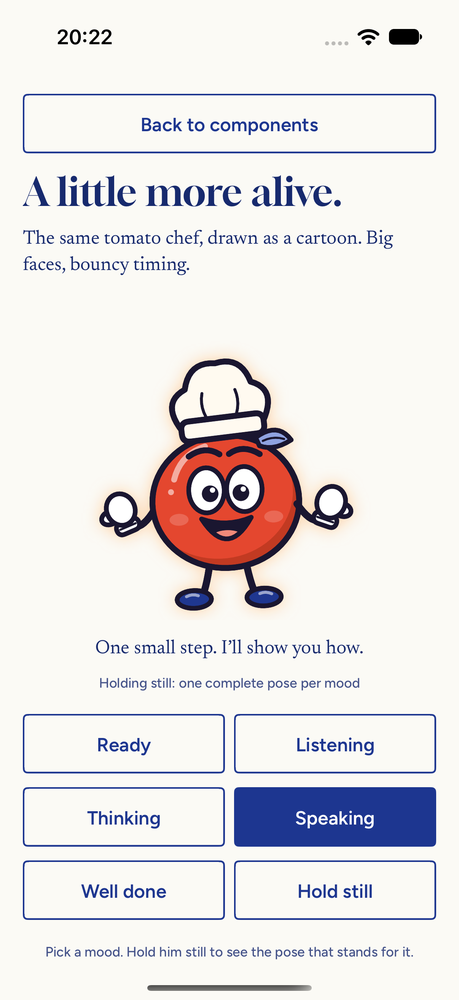 20:22
Back to components
A little more alive.
The same tomato chef, drawn as a cartoon. Big
faces, bouncy timing.
One small step. I’ll show you how.
Holding still: one complete pose per mood
Ready
Listening
Thinking
Speaking
Well done
Hold still
Pick a mood. Hold him still to see the pose that stands for it.